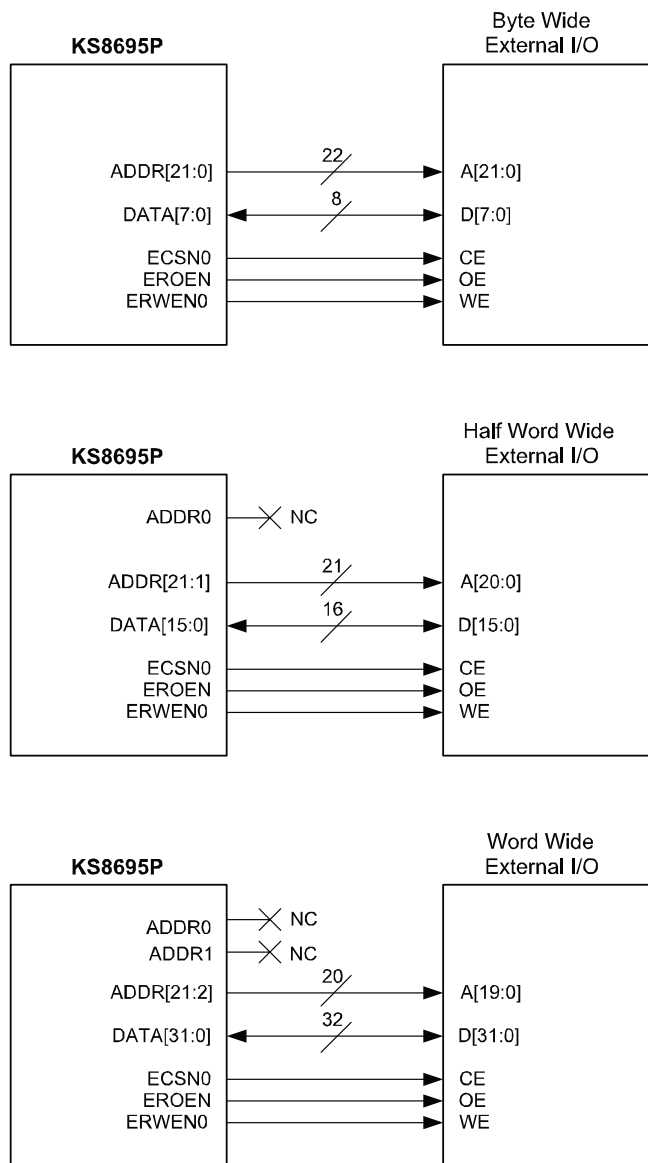 Byte Wide
External I/O
KS8695P
ADDR[21:0] 22 A[21:0]
DATA[7:0] 8 D[7:0]
ECSN0 CE
EROEN OE
ERWEN0 WE
Half Word Wide
External I/O
KS8695P
ADDR0 NC
ADDR[21:1] 21 A[20:0]
DATA[15:0] 16 D[15:0]
ECSN0 CE
EROEN OE
ERWEN0 WE
Word Wide
External I/O
KS8695P
ADDR0 NC
ADDR1 NC
ADDR[21:2] 20 A[19:0]
DATA[31:0] 32 D[31:0]
ECSN0 CE
EROEN OE
ERWEN0 WE